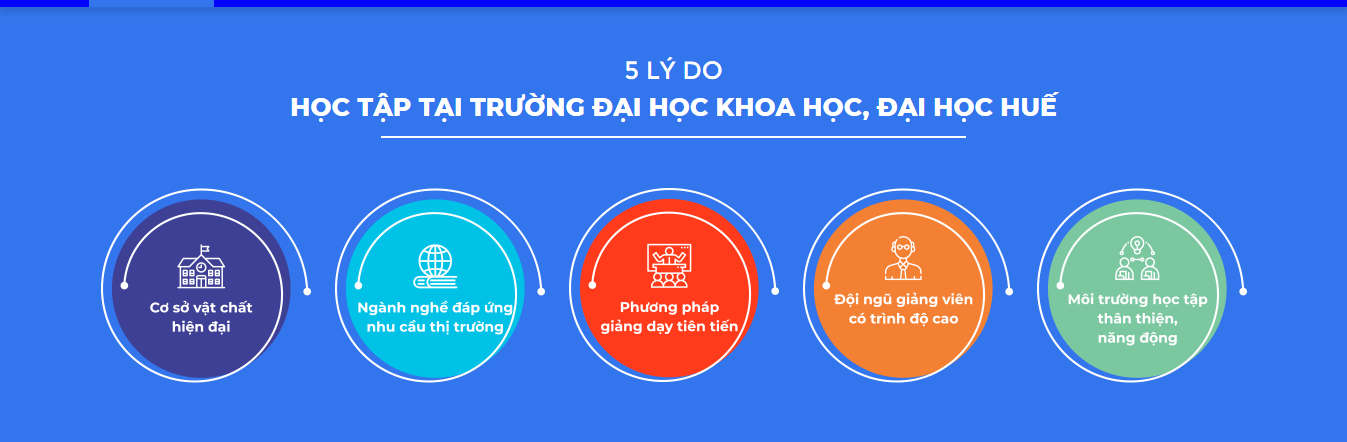 5 LÝ DO
HỌC TẬP TẠI TRƯỜNG ĐẠI HỌC KHOA HỌC, ĐẠI HỌC HUẾ
Cơ sở vật chất
hiện đại
Ngành nghề đáp ứng
nhu cầu thị trường
Phương pháp
giảng dạy tiên tiến
Đội ngũ giảng viên
có trình độ cao
Môi trường học tập
thân thiện,
năng động